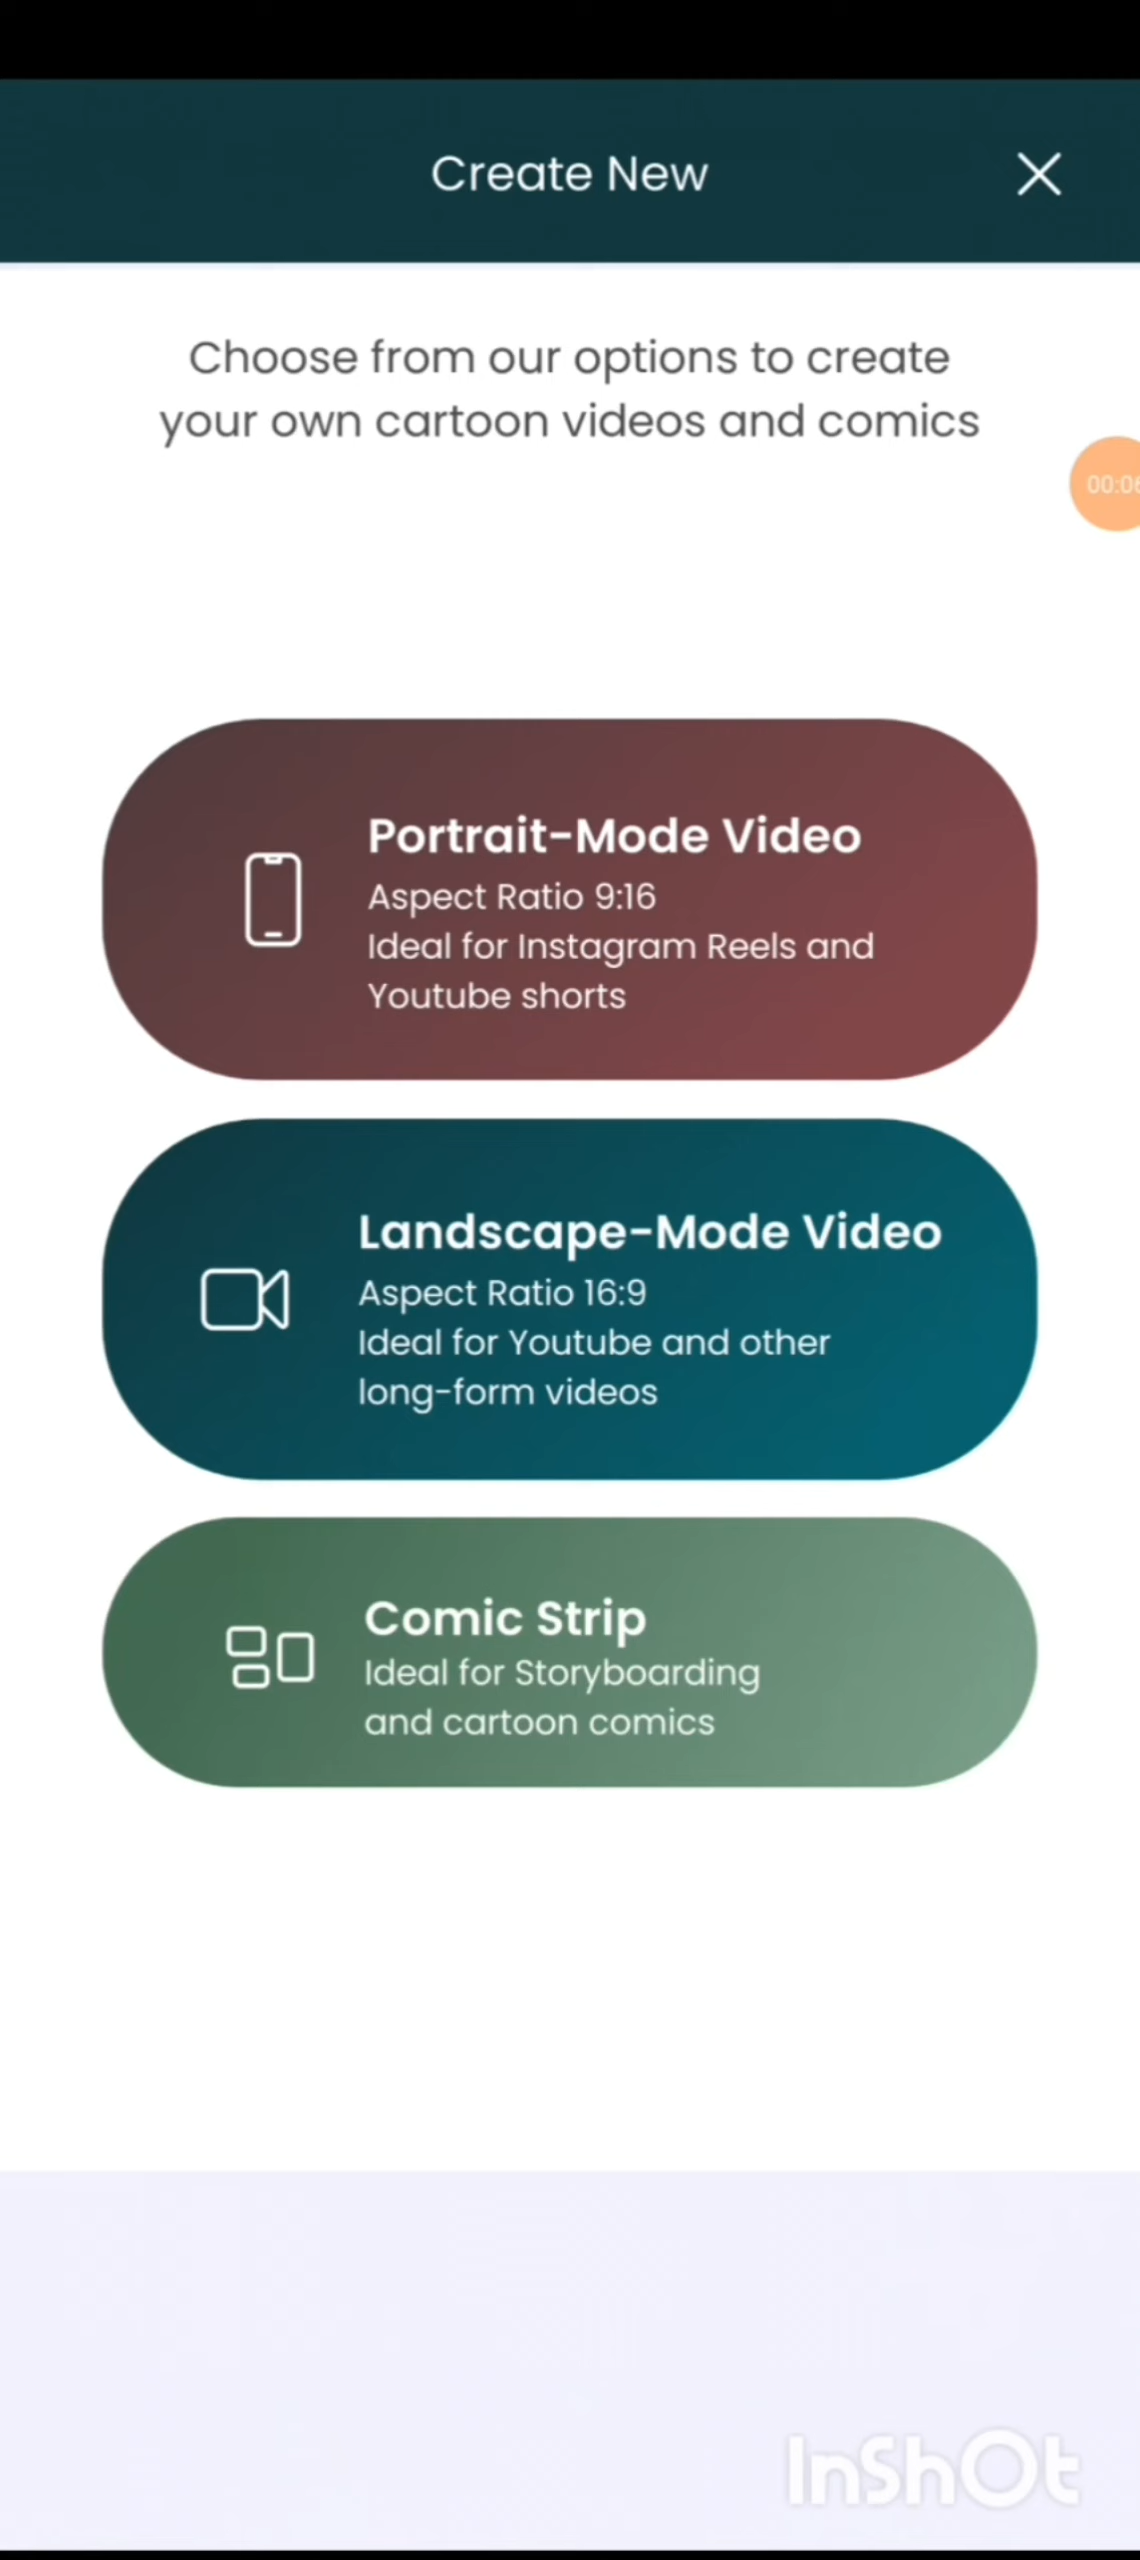 Create New
Choose from our options to create
your own cartoon videos and comics
Portrait-Mode Video
Aspect Ratio 9:16
Ideal for Instagram Reels and
Youtube shorts
Landscape-Mode Video
Aspect Ratio 16:9
Ideal for Youtube and other
long-form videos
Comic Strip
Ideal for Storyboarding
and cartoon comics
InShOt